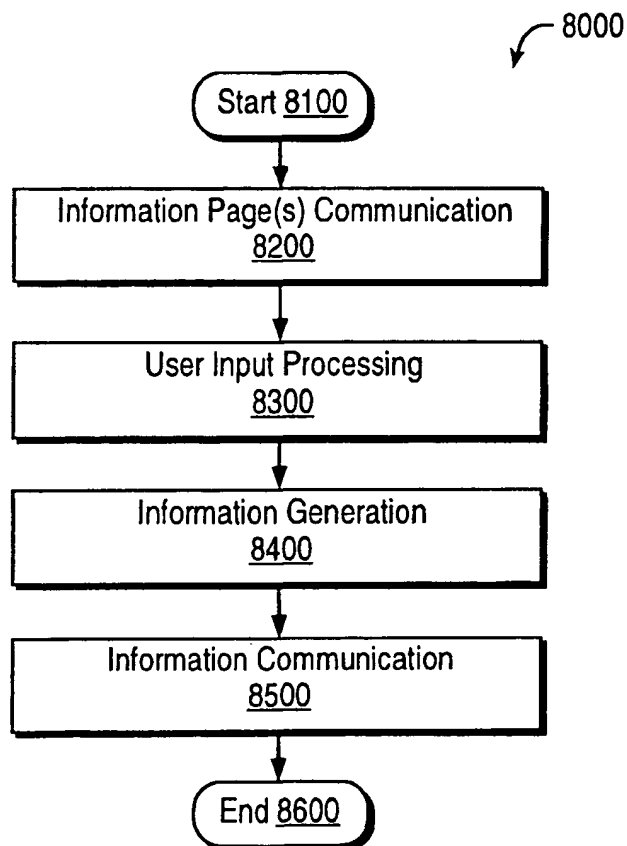 8000
Start 8100
Information Page(s) Communication
8200
User Input Processing
8300
Information Generation
8400
Information Communication
8500
End 8600